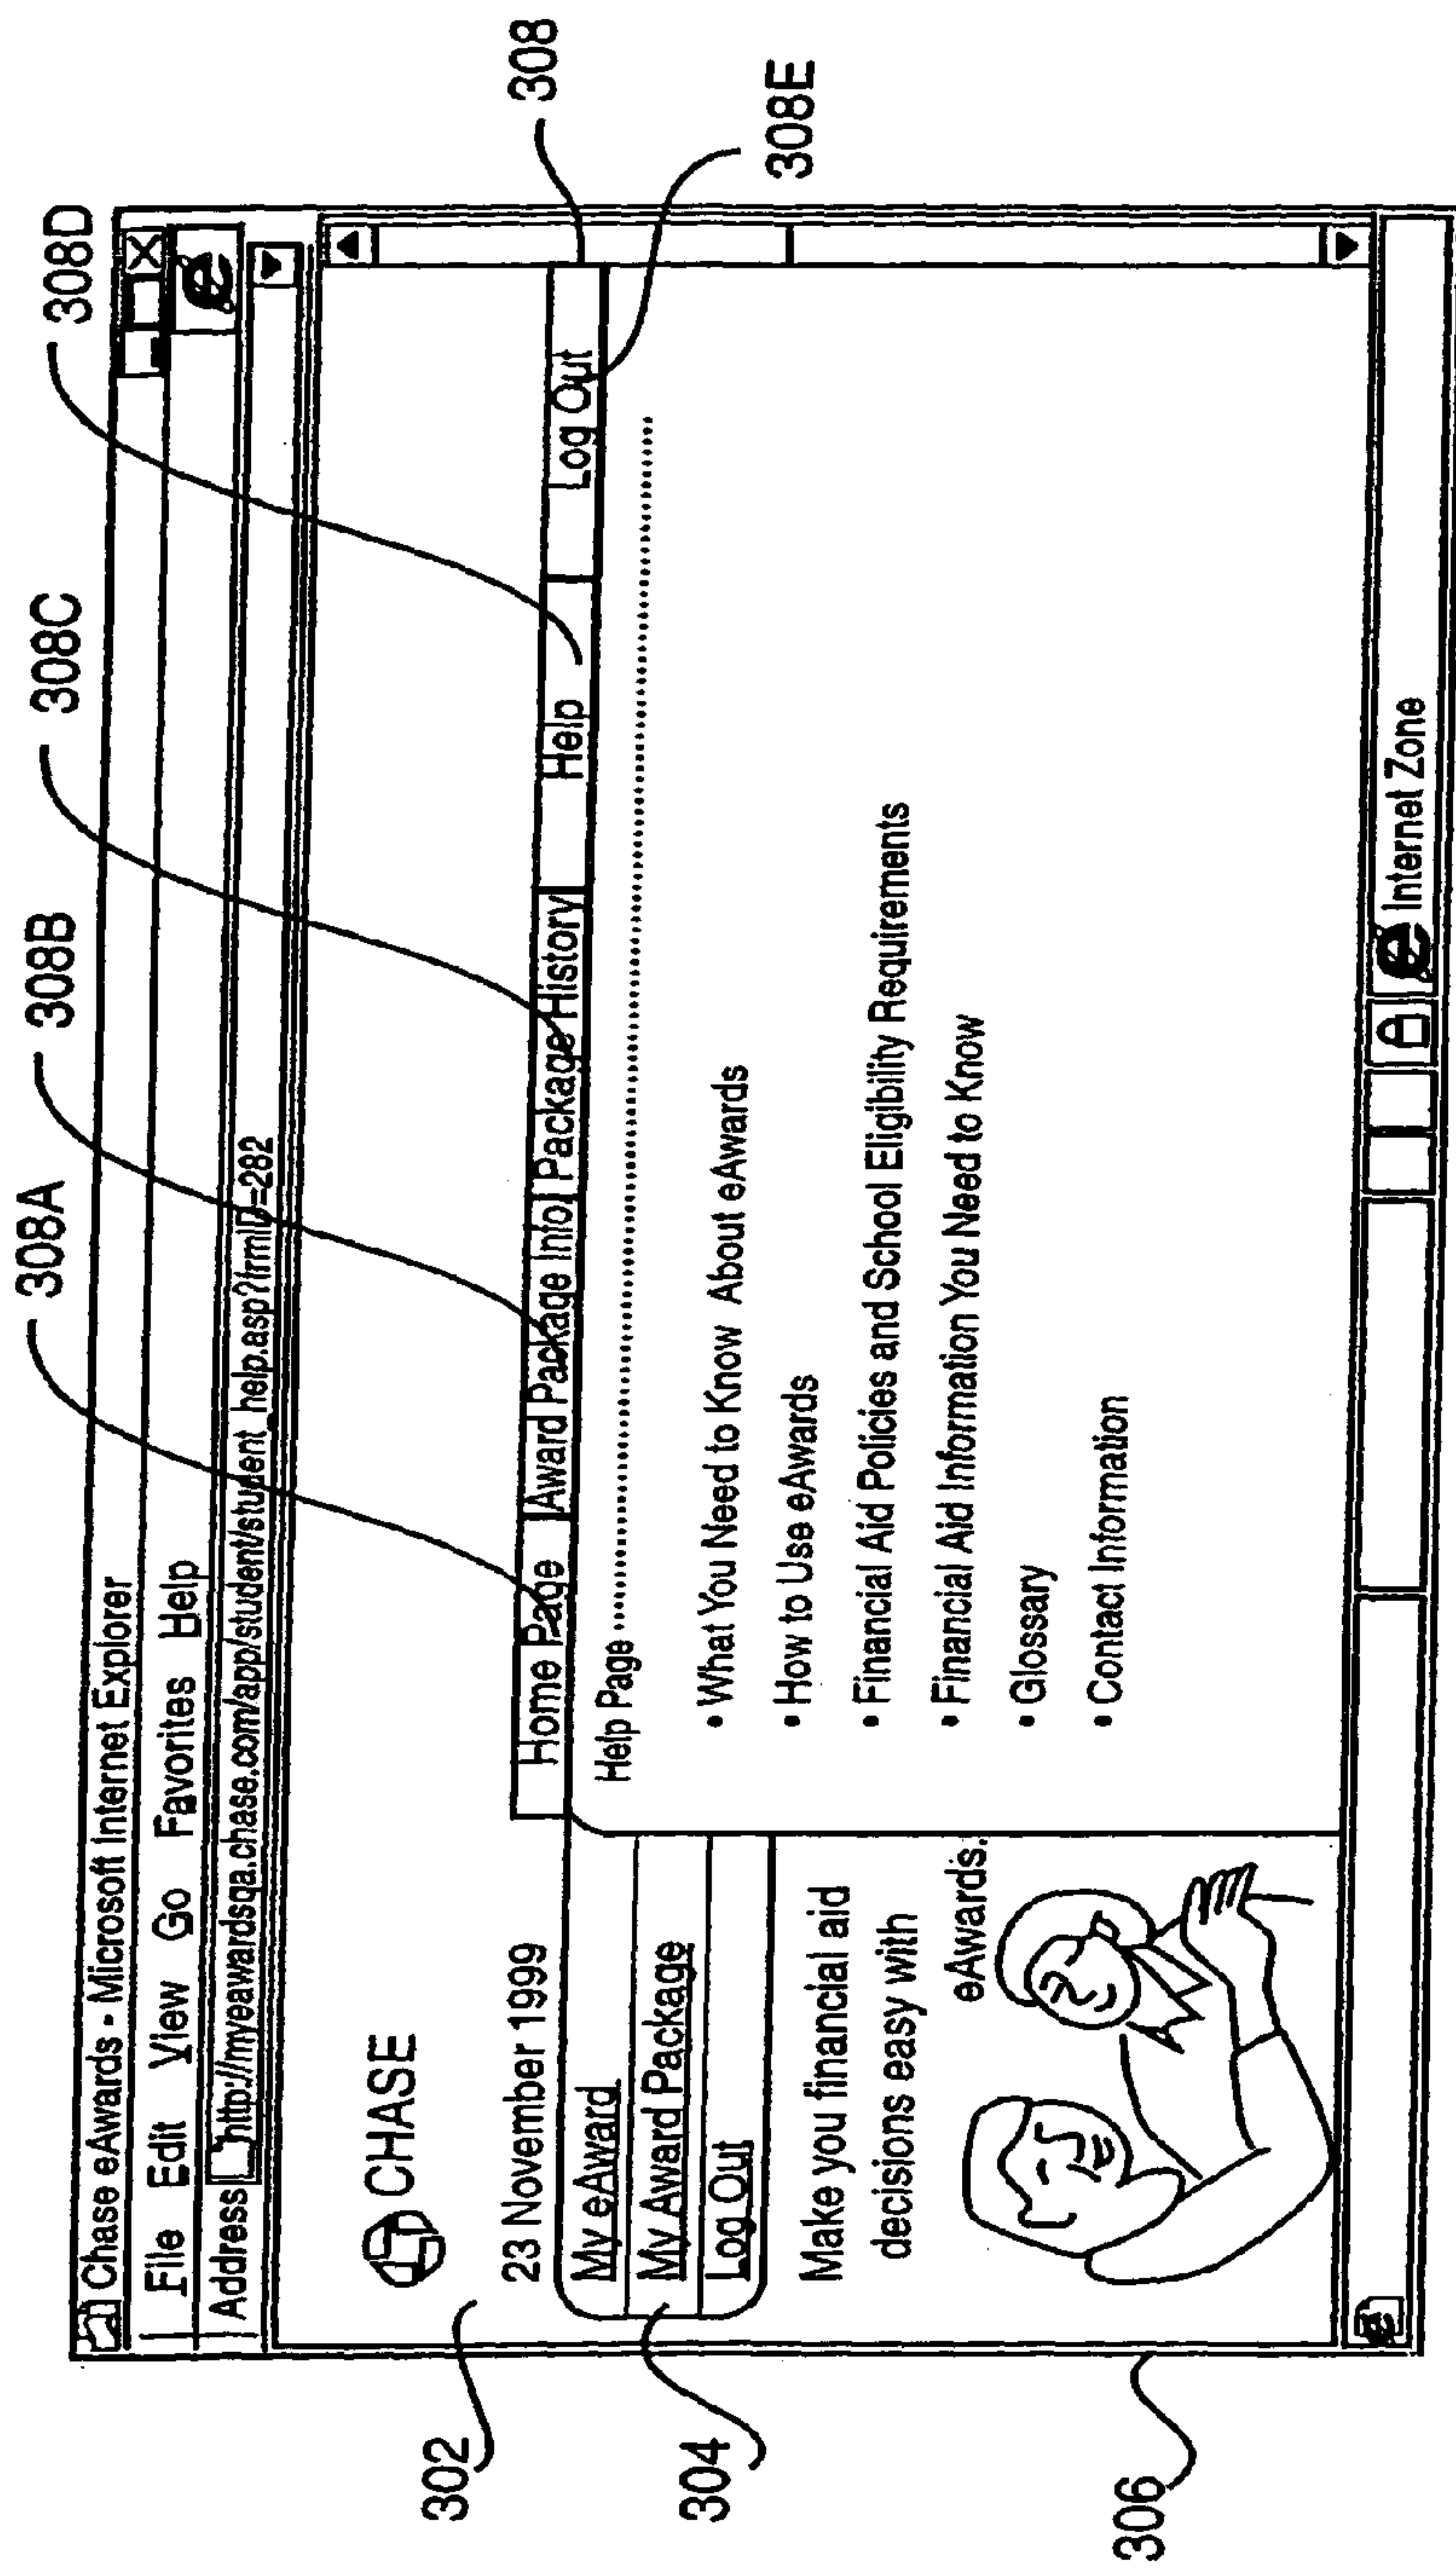 308A
308B
308C
308D
Chase eAwards - Microsoft Internet Explorer
File Edit View Go Favorites Help
Address http://myeawardsqa.chase.com/app/student/student_help.asp?frmID=282
CHASE
302
23 November 1999
Home Page Award Package Info Package History Help Log Out
308
My eAward
My Award Package
Log Out
304
Help Page
308E
• What You Need to Know About eAwards
• How to Use eAwards
• Financial Aid Policies and School Eligibility Requirements
• Financial Aid Information You Need to Know
• Glossary
• Contact Information
Make you financial aid
decisions easy with
eAwards.
306
Internet Zone